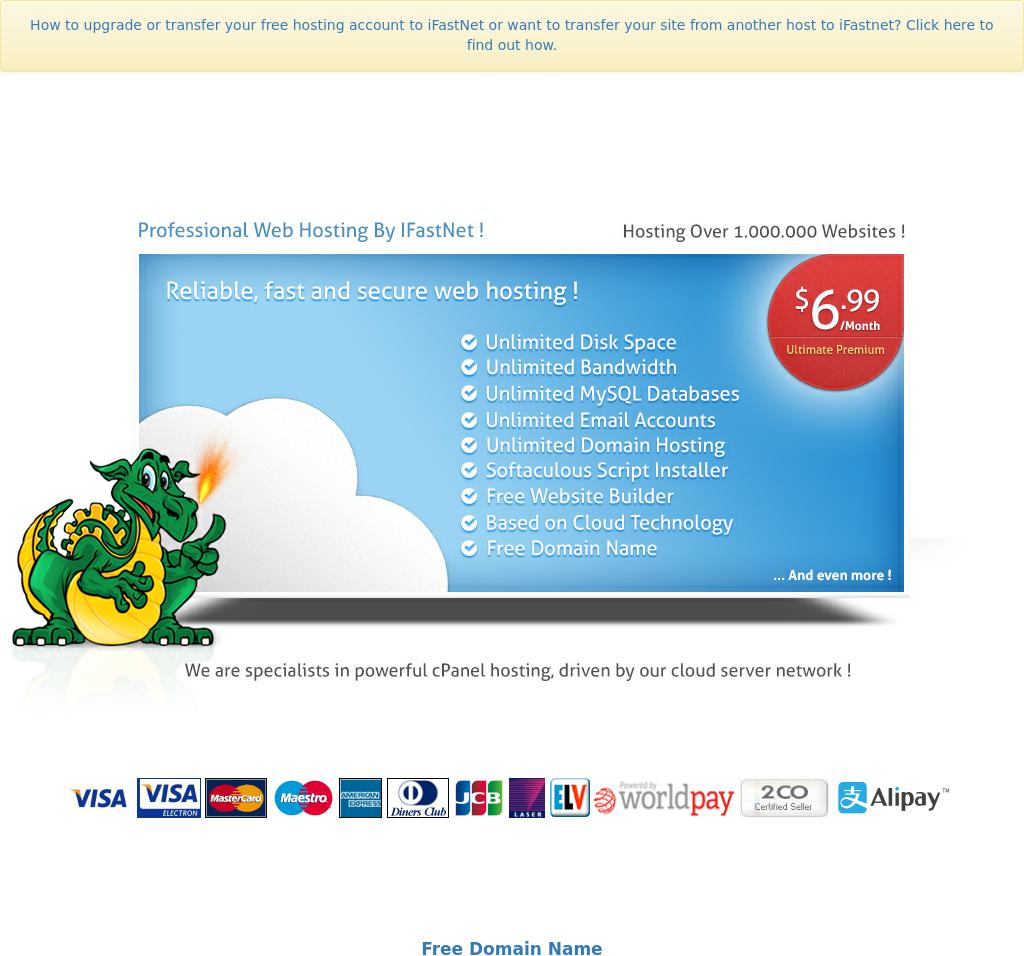 How to upgrade or transfer your free hosting account to iFastNet or want to transfer your site from another host to iFastnet? Click here to
find out how.
Professional Web Hosting By IFastNet !
Hosting Over 1.000.000 Websites !
Reliable, fast and secure web hosting !
$6.99
/Month
Ultimate Premium
Unlimited Disk Space
Unlimited Bandwidth
Unlimited MySQL Databases
Unlimited Email Accounts
Unlimited Domain Hosting
Softaculous Script Installer
Free Website Builder
Based on Cloud Technology
Free Domain Name
... And even more !
We are specialists in powerful cPanel hosting, driven by our cloud server network !
VISA
VISA
ELECTRON
MasterCard
Maestro
AMERICAN
EXPRESS
Diners Club
JCB
LASER
ELV
Powered by
worldpay
2CO
Certified Seller
支 Alipay™
Free Domain Name